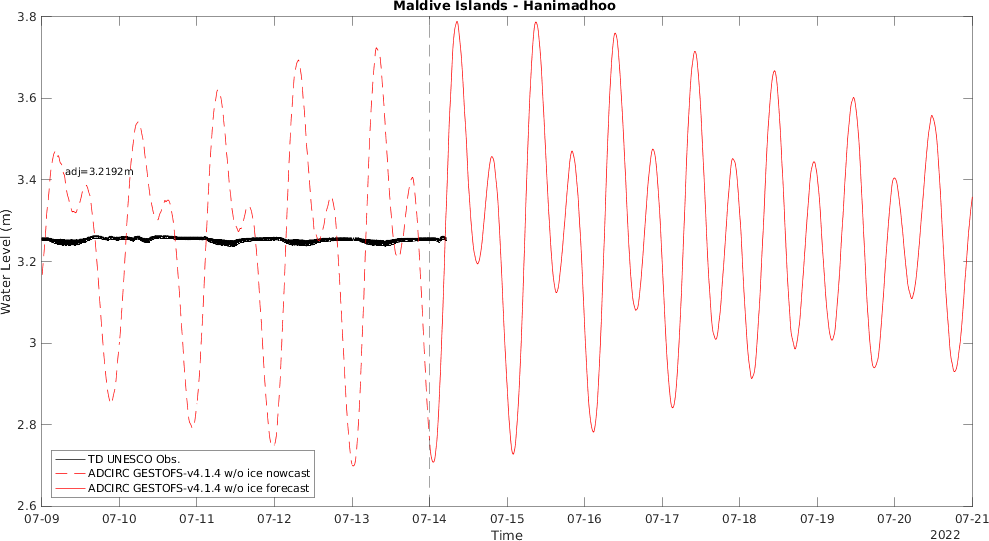 Maldive Islands - Hanimadhoo
3.8
3.6
3.4
3.2
3
2.8
2.6
Water Level (m)
adj=3.2192m
TD UNESCO Obs.
ADCIRC GESTOFS-v4.1.4 w/o ice nowcast
ADCIRC GESTOFS-v4.1.4 w/o ice forecast
07-09 07-10 07-11 07-12 07-13 07-14 07-15 07-16 07-17 07-18 07-19 07-20 07-21
Time
2022